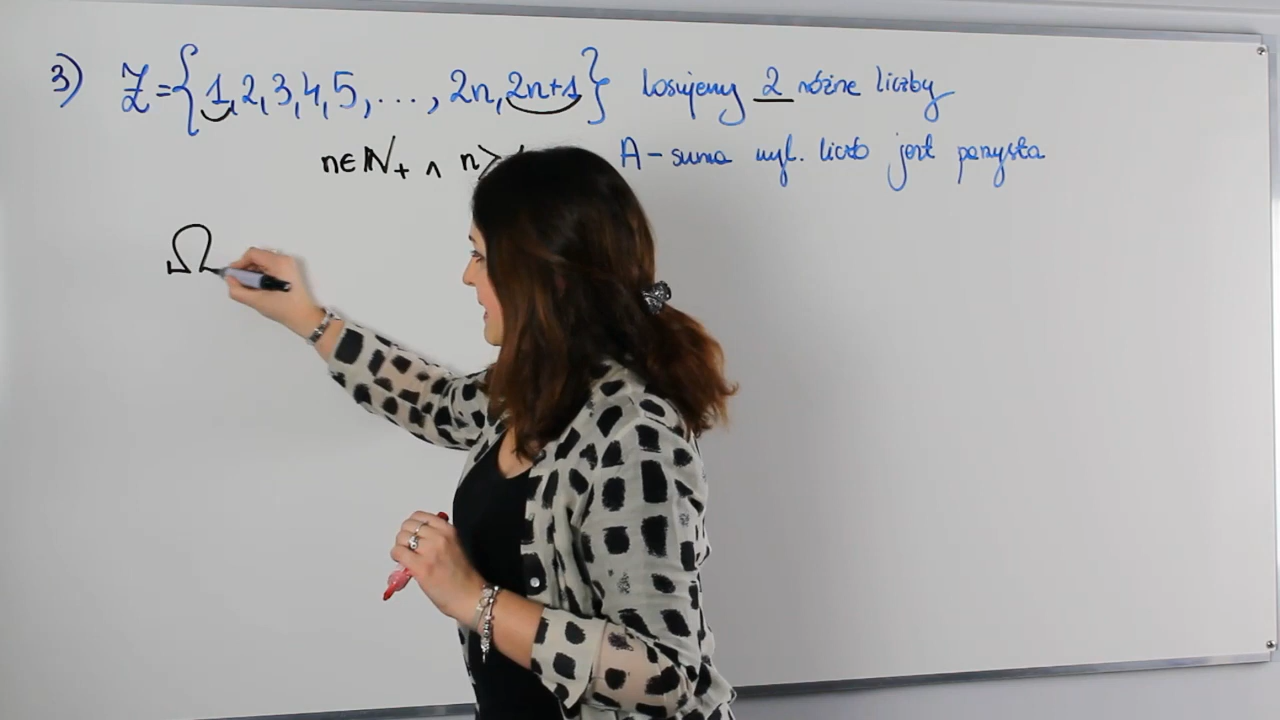 3) Z={1,2,3,4,5,...,2n,2n+1} losujemy 2 różne liczby
n∈N₊ ∧ n> A - suma wyl. liczb jest parzysta
Ω